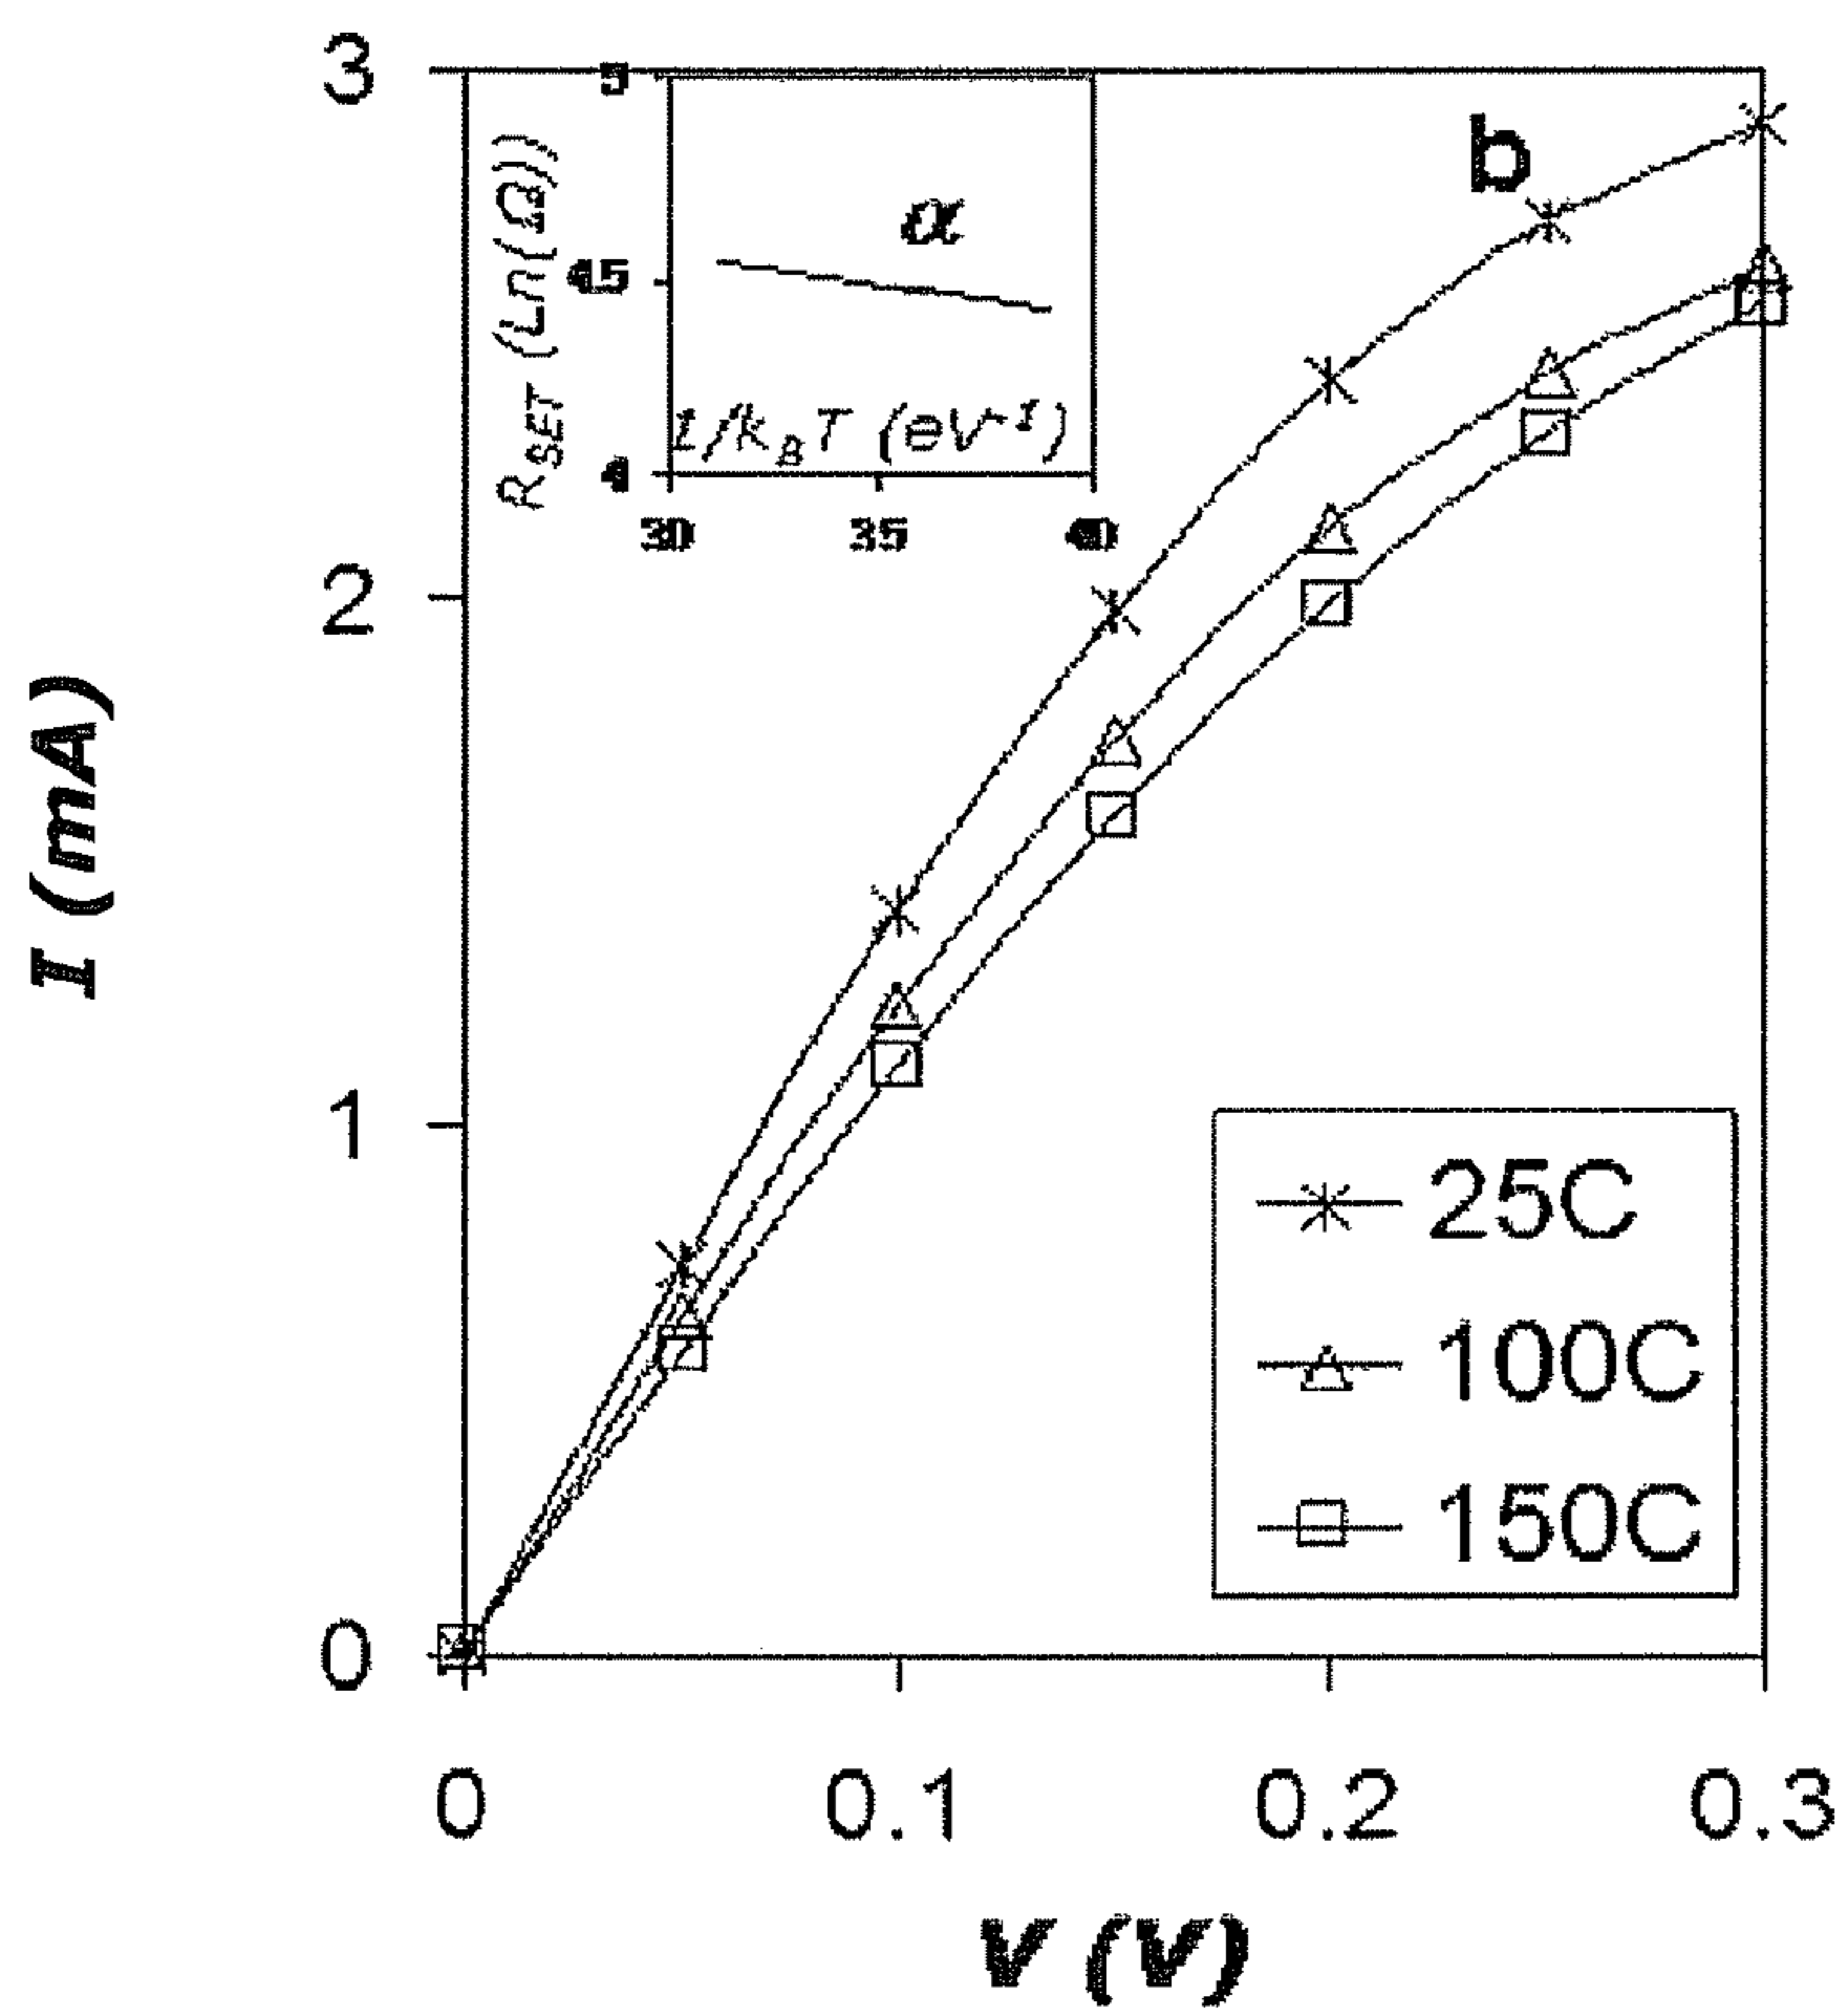 3
2
1
0
I (mA)
5
4.5
4
R_SET (Ln(Ω))
α
1/k_BT (eV⁻¹)
30
35
40
b
25C
100C
150C
0
0.1
0.2
0.3
V (V)